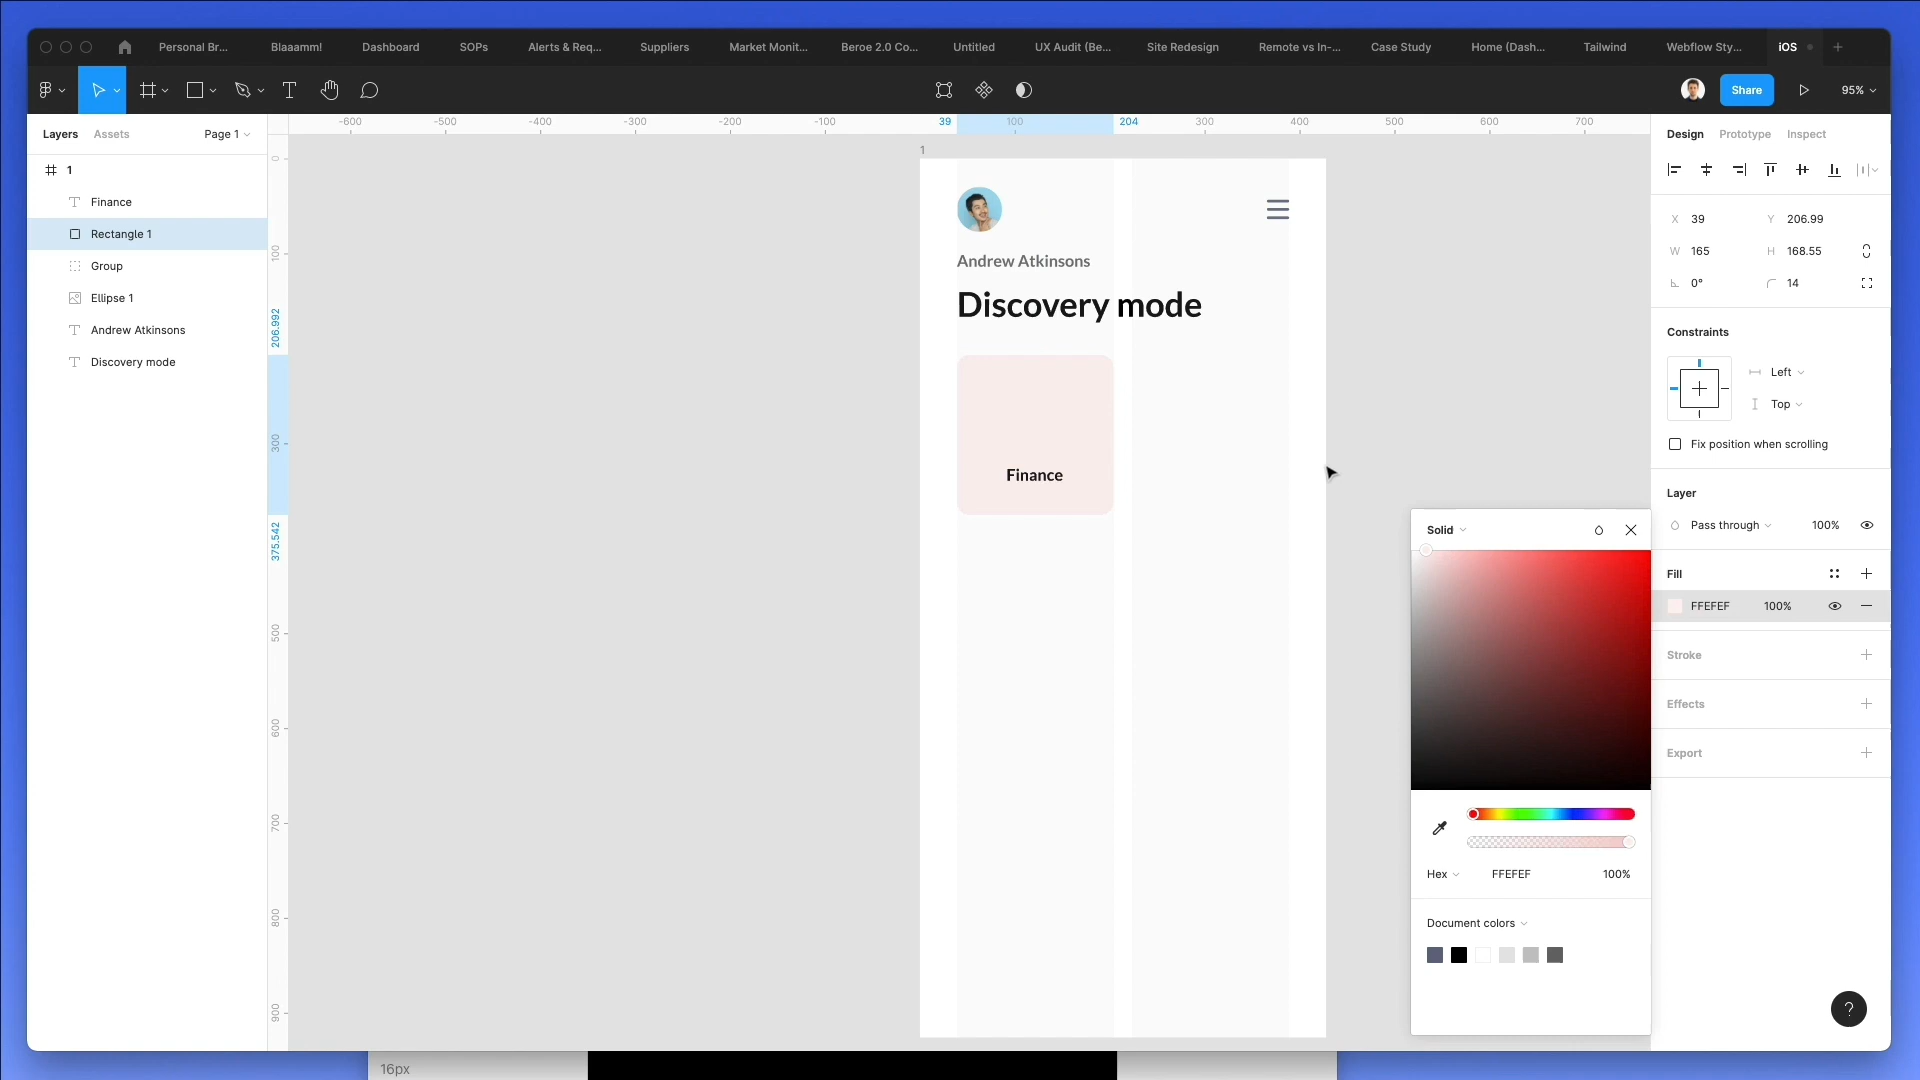 Personal Br... Blaaamm! Dashboard SOPs Alerts & Req... Suppliers Market Monit... Beroe 2.0 Co... Untitled UX Audit (Be... Site Redesign Remote vs In-... Case Study Home (Dash... Tailwind Webflow Sty... iOS
Share 95%
Layers Assets Page 1
1
Finance
Rectangle 1
Group
Ellipse 1
Andrew Atkinsons
Discovery mode
-600 -500 -400 -300 -200 -100 39 100 204 300 400 500 600 700
0
100
206.992
300
375.542
500
600
700
800
900
1
Andrew Atkinsons
Discovery mode
Finance
Design Prototype Inspect
X 39 Y 206.99
W 165 H 168.55
0° 14
Constraints
Left
Top
Fix position when scrolling
Layer
Pass through 100%
Fill
FFEFEF 100%
Stroke
Effects
Export
Solid
Hex FFEFEF 100%
Document colors
?
16px